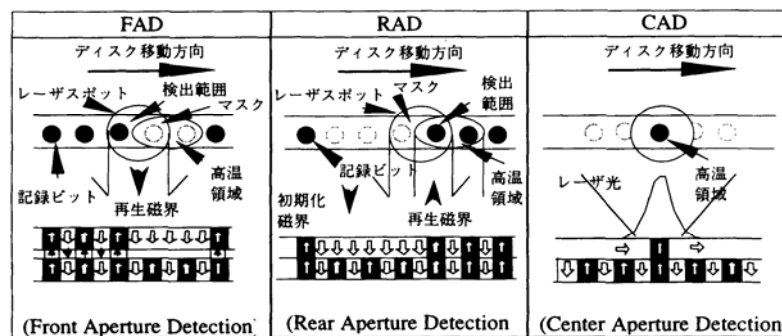 FAD
ディスク移動方向
レーザスポット
検出範囲
マスク
記録ビット
再生磁界
高温
領域
(Front Aperture Detection)
RAD
ディスク移動方向
レーザスポット
マスク
検出
範囲
記録ビット
初期化
磁界
再生磁界
高温
領域
(Rear Aperture Detection
CAD
ディスク移動方向
高温
領域
レーザ光
(Center Aperture Detection)